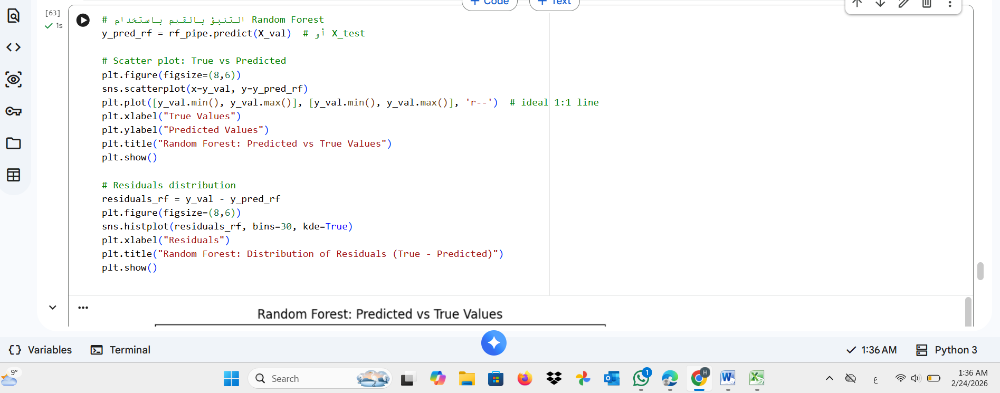 + Code
+ Text
[63]
1s
# التنبؤ بالقيم باستخدام Random Forest
y_pred_rf = rf_pipe.predict(X_val)  # أو X_test
# Scatter plot: True vs Predicted
plt.figure(figsize=(8,6))
sns.scatterplot(x=y_val, y=y_pred_rf)
plt.plot([y_val.min(), y_val.max()], [y_val.min(), y_val.max()], 'r--')  # ideal 1:1 line
plt.xlabel("True Values")
plt.ylabel("Predicted Values")
plt.title("Random Forest: Predicted vs True Values")
plt.show()
# Residuals distribution
residuals_rf = y_val - y_pred_rf
plt.figure(figsize=(8,6))
sns.histplot(residuals_rf, bins=30, kde=True)
plt.xlabel("Residuals")
plt.title("Random Forest: Distribution of Residuals (True - Predicted)")
plt.show()
Random Forest: Predicted vs True Values
Variables
Terminal
1:36 AM
Python 3
9°
Search
1
H
ع
1:36 AM
2/24/2026